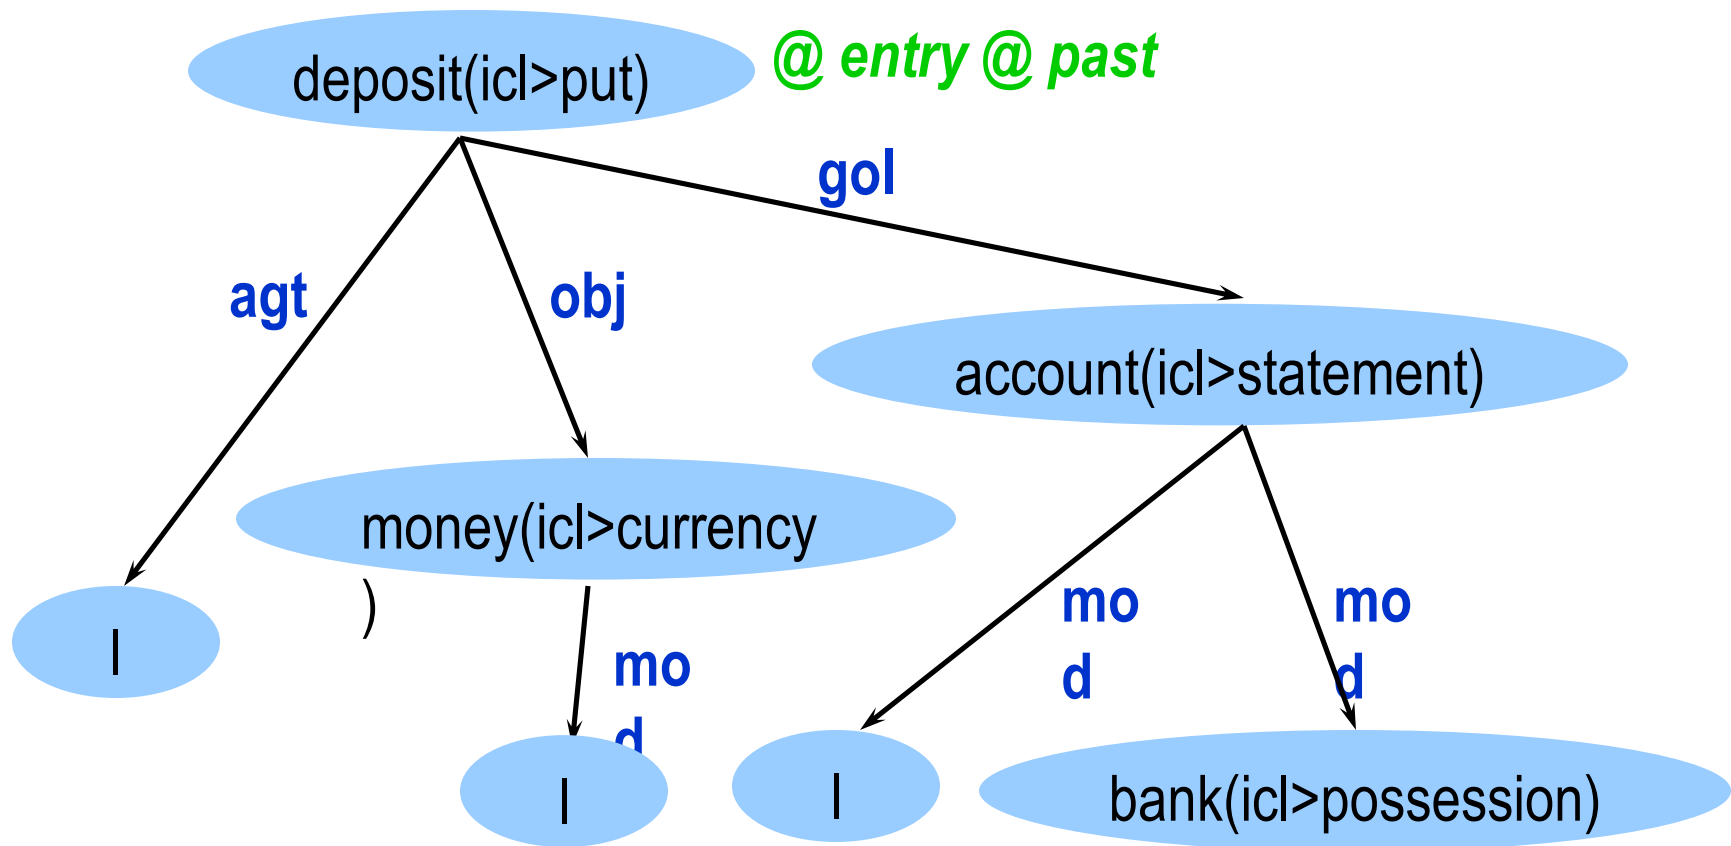 deposit(icl>put)
@ entry @ past
gol
agt
obj
account(icl>statement)
money(icl>currency
)
I
mo
d
mo
d
mo
d
I
I
bank(icl>possession)